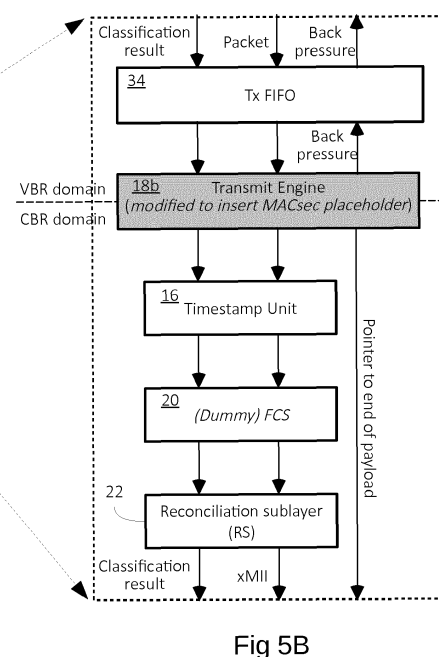 Classification
result
Packet
Back
pressure
34
Tx FIFO
Back
pressure
VBR domain
CBR domain
18b
Transmit Engine
(modified to insert MACsec placeholder)
16
Timestamp Unit
20
(Dummy) FCS
Pointer to end of payload
22
Reconciliation sublayer
(RS)
Classification
result
xMII
Fig 5B